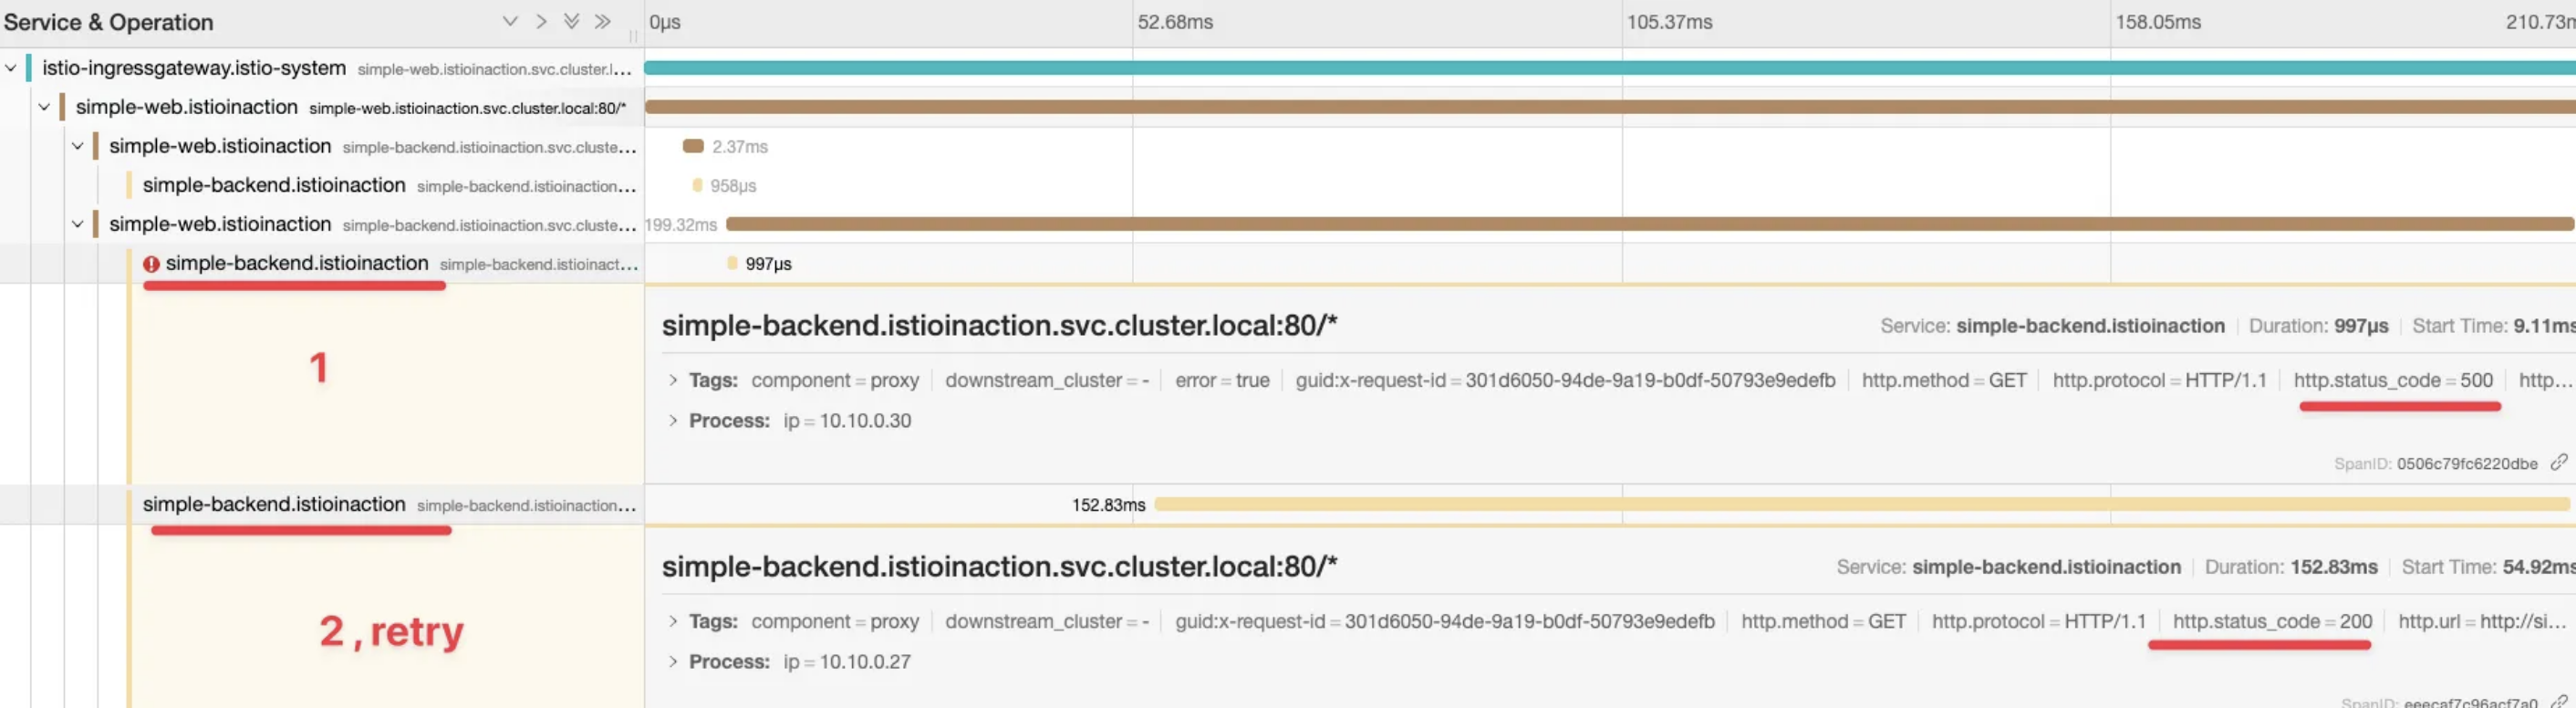 Service & Operation 0µs 52.68ms 105.37ms 158.05ms 210.73m
istio-ingressgateway.istio-system simple-web.istioinaction.svc.cluster.l...
simple-web.istioinaction simple-web.istioinaction.svc.cluster.local:80/*
simple-web.istioinaction simple-backend.istioinaction.svc.cluste... 2.37ms
simple-backend.istioinaction simple-backend.istioinaction... 958µs
simple-web.istioinaction simple-backend.istioinaction.svc.cluste... 199.32ms
simple-backend.istioinaction simple-backend.istioinact... 997µs
simple-backend.istioinaction.svc.cluster.local:80/* Service: simple-backend.istioinaction Duration: 997µs Start Time: 9.11ms
1
Tags: component = proxy downstream_cluster = - error = true guid:x-request-id = 301d6050-94de-9a19-b0df-50793e9edefb http.method = GET http.protocol = HTTP/1.1 http.status_code = 500 http...
Process: ip = 10.10.0.30
SpanID: 0506c79fc6220dbe
simple-backend.istioinaction simple-backend.istioinaction... 152.83ms
simple-backend.istioinaction.svc.cluster.local:80/* Service: simple-backend.istioinaction Duration: 152.83ms Start Time: 54.92ms
2 , retry
Tags: component = proxy downstream_cluster = - guid:x-request-id = 301d6050-94de-9a19-b0df-50793e9edefb http.method = GET http.protocol = HTTP/1.1 http.status_code = 200 http.url = http://si...
Process: ip = 10.10.0.27
SpanID: eeecaf7c96acf7a0